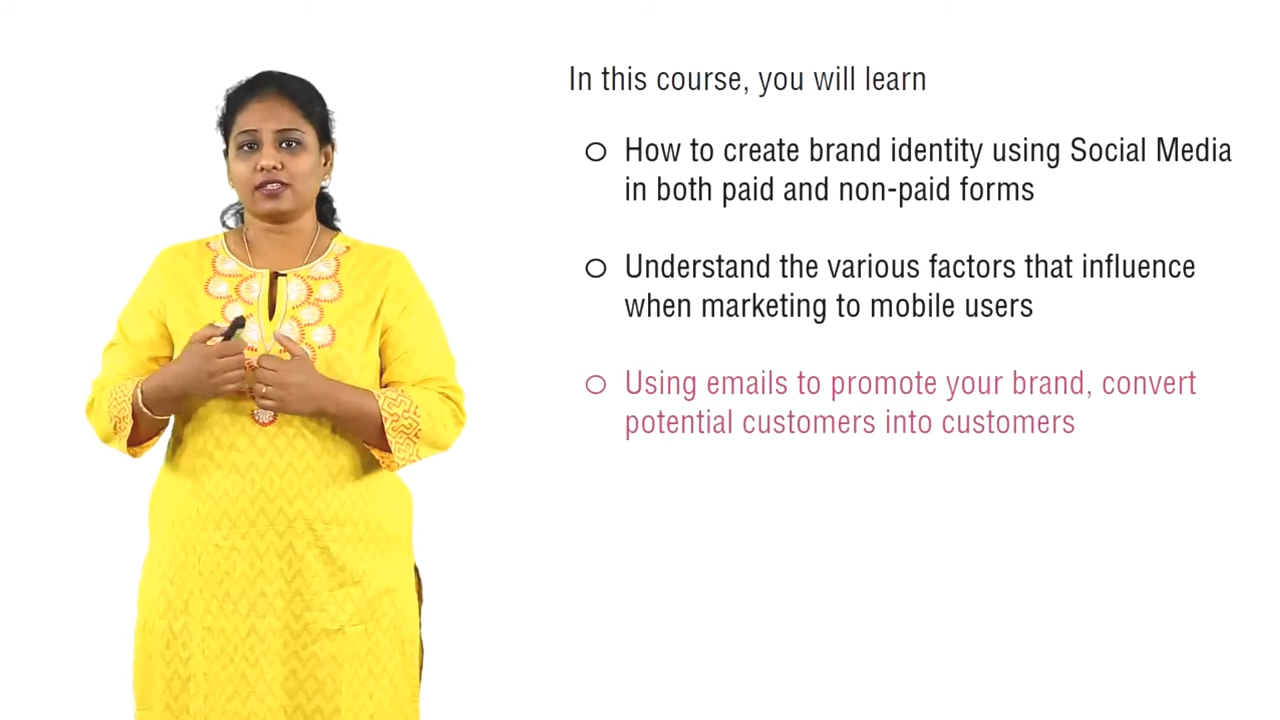 In this course, you will learn
How to create brand identity using Social Media
in both paid and non-paid forms
Understand the various factors that influence
when marketing to mobile users
Using emails to promote your brand, convert
potential customers into customers